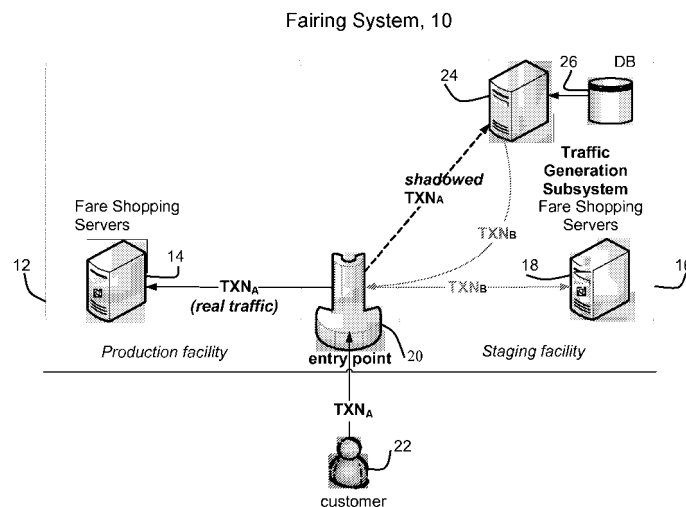 Fairing System, 10
24
26
DB
shadowed
TXNA
Traffic
Generation
Subsystem
Fare Shopping
Servers
Fare Shopping
Servers
TXNB
12
14
TXNA
(real traffic)
TXNB
18
16
Production facility
entry point
20
Staging facility
TXNA
22
customer